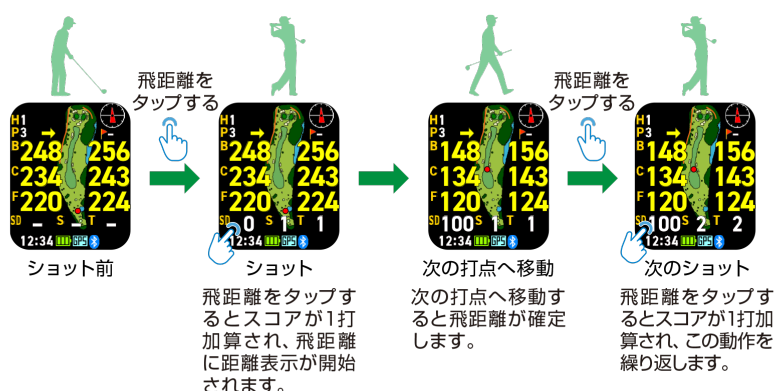 飛距離を
タップする
飛距離を
タップする
H1
P3
B 248 256
C 234 243
F 220 224
SD – S – T –
12:34 GPS
H1
P3
B 248 256
C 234 243
F 220 224
SD 0 S 1 T 1
12:34 GPS
H1
P3
B 148 156
C 134 143
F 120 124
SD 100 S 1 T 1
12:34 GPS
H1
P3
B 148 156
C 134 143
F 120 124
SD 100 S 2 T 2
12:34 GPS
ショット前
ショット
次の打点へ移動
次のショット
飛距離をタップす
るとスコアが1打
加算され、飛距離
に距離表示が開始
されます。
次の打点へ移動す
ると飛距離が確定
します。
飛距離をタップす
るとスコアが1打加
算され、この動作を
繰り返します。